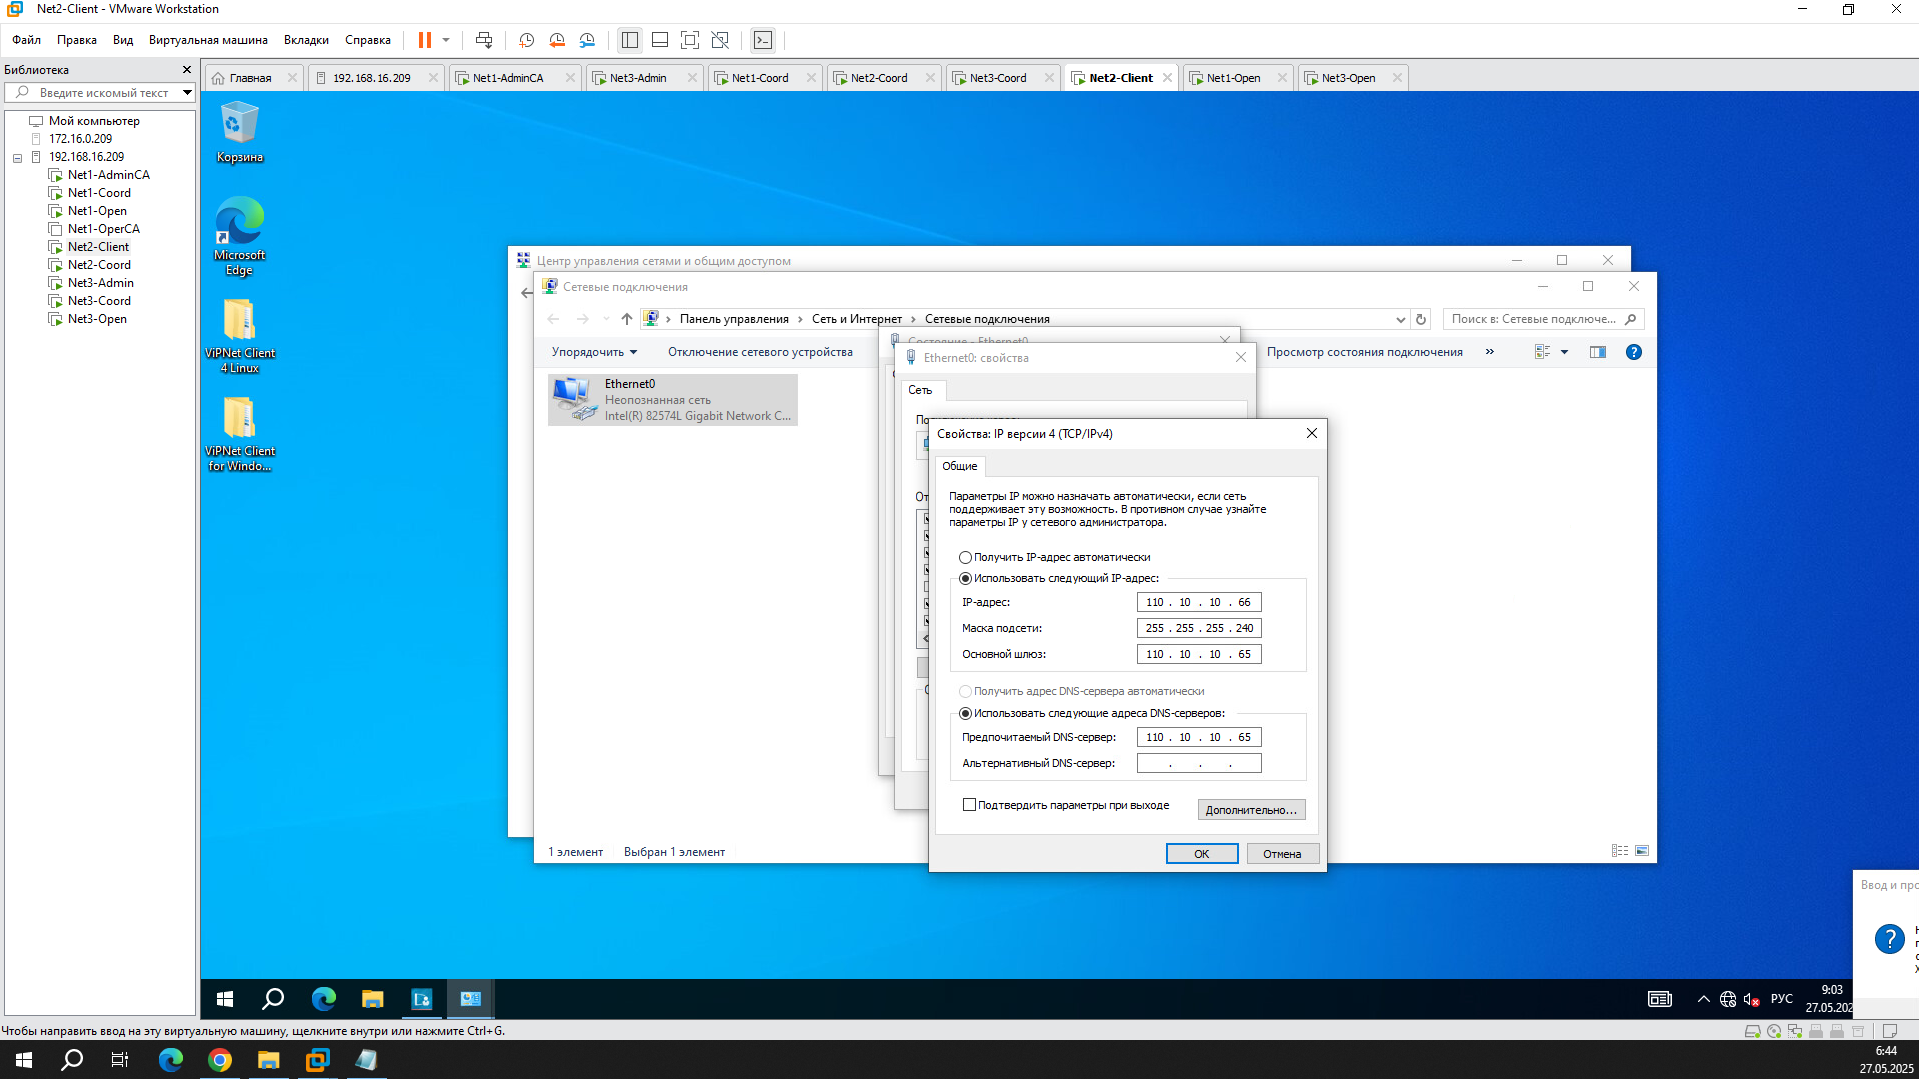 Net2-Client - VMware Workstation
Файл Правка Вид Виртуальная машина Вкладки Справка
Библиотека
Введите искомый текст
Главная 192.168.16.209 Net1-AdminCA Net3-Admin Net1-Coord Net2-Coord Net3-Coord Net2-Client Net1-Open Net3-Open
Мой компьютер
172.16.0.209
192.168.16.209
Net1-AdminCA
Net1-Coord
Net1-Open
Net1-OperCA
Net2-Client
Net2-Coord
Net3-Admin
Net3-Coord
Net3-Open
Корзина
Microsoft
Edge
ViPNet Client
4 Linux
ViPNet Client
for Windo...
Центр управления сетями и общим доступом
Сетевые подключения
Панель управления Сеть и Интернет Сетевые подключения
Поиск в: Сетевые подключе...
Упорядочить Отключение сетевого устройства
Просмотр состояния подключения »
Ethernet0
Неопознанная сеть
Intel(R) 82574L Gigabit Network C...
Состояние - Ethernet0
Ethernet0: свойства
Сеть
Свойства: IP версии 4 (TCP/IPv4)
Общие
Параметры IP можно назначать автоматически, если сеть
поддерживает эту возможность. В противном случае узнайте
параметры IP у сетевого администратора.
Получить IP-адрес автоматически
Использовать следующий IP-адрес:
IP-адрес: 110 . 10 . 10 . 66
Маска подсети: 255 . 255 . 255 . 240
Основной шлюз: 110 . 10 . 10 . 65
Получить адрес DNS-сервера автоматически
Использовать следующие адреса DNS-серверов:
Предпочитаемый DNS-сервер: 110 . 10 . 10 . 65
Альтернативный DNS-сервер: . . .
Подтвердить параметры при выходе
Дополнительно...
ОК Отмена
1 элемент Выбран 1 элемент
Ввод и про
РУС
9:03
27.05.202
Чтобы направить ввод на эту виртуальную машину, щелкните внутри или нажмите Ctrl+G.
6:44
27.05.2025